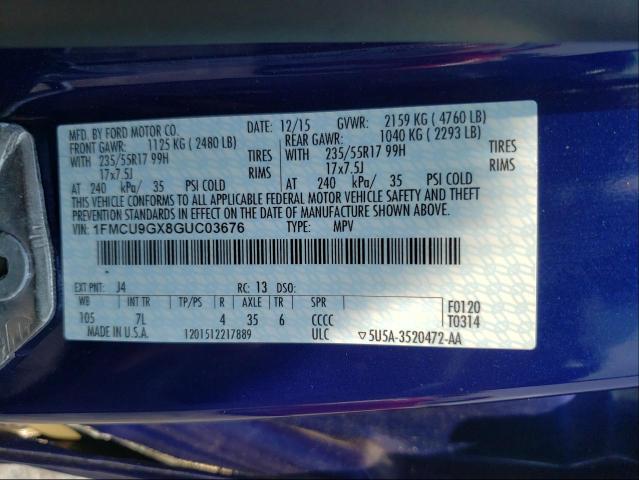 MFD. BY FORD MOTOR CO. DATE: 12/15 GVWR: 2159 KG ( 4760 LB)
FRONT GAWR: 1125 KG ( 2480 LB) REAR GAWR: 1040 KG ( 2293 LB)
WITH 235/55R17 99H TIRES WITH 235/55R17 99H TIRES
17x7.5J RIMS 17x7.5J RIMS
AT 240 kPa/ 35 PSI COLD AT 240 kPa/ 35 PSI COLD
THIS VEHICLE CONFORMS TO ALL APPLICABLE FEDERAL MOTOR VEHICLE SAFETY AND THEFT
PREVENTION STANDARDS IN EFFECT ON THE DATE OF MANUFACTURE SHOWN ABOVE.
VIN: 1FMCU9GX8GUC03676 TYPE: MPV
EXT PNT: J4 RC: 13 DSO:
WB INT TR TP/PS R AXLE TR SPR F0120
105 7L 4 35 6 CCCC T0314
MADE IN U.S.A. 1201512217889 ULC ▽5U5A-3520472-AA